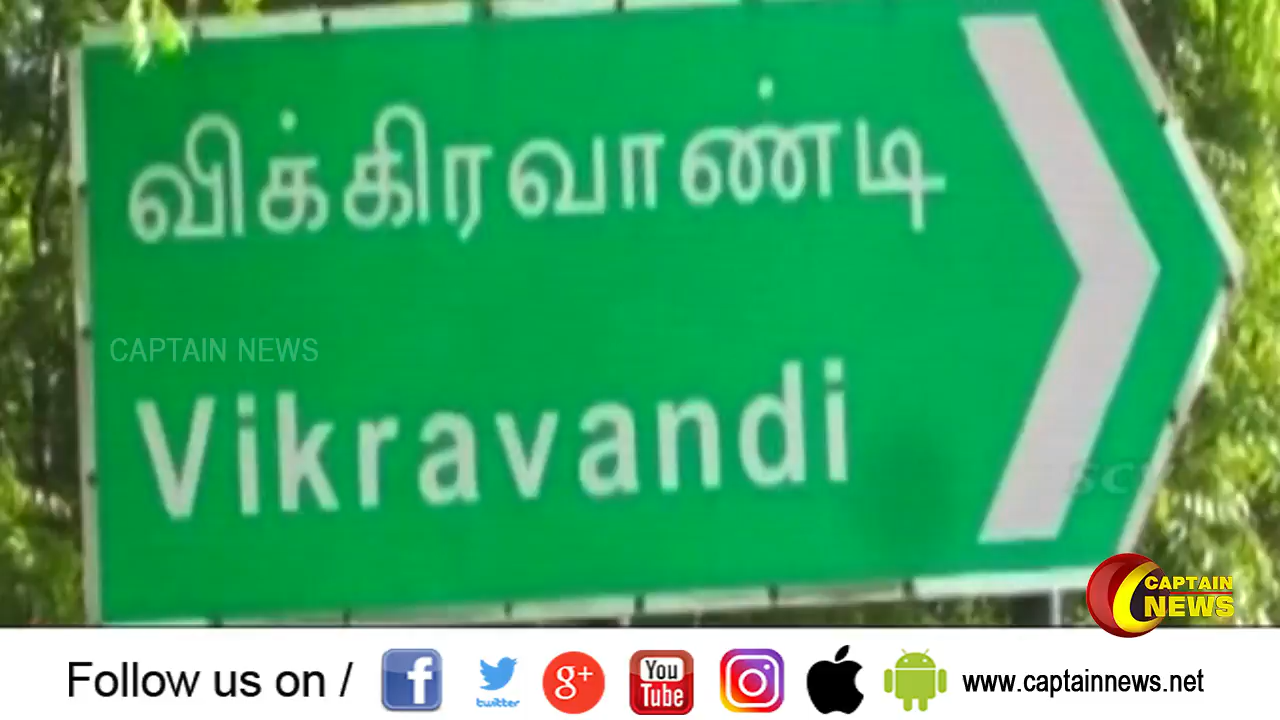 விக்கிரவாண்டி
CAPTAIN NEWS
Vikravandi
CAPTAIN
NEWS
Follow us on /
f
twitter
g+
You
Tube
www.captainnews.net